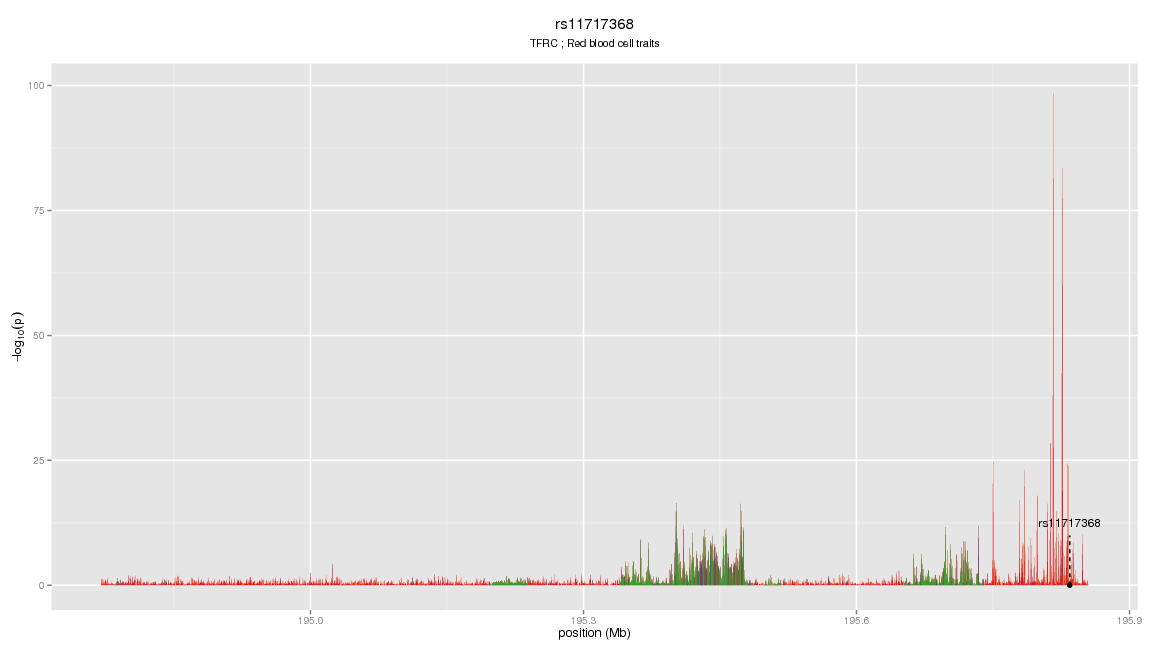 rs11717368
TFRC ; Red blood cell traits
100
75
50
25
0
−log10(p)
rs11717368
195.0
195.3
195.6
195.9
position (Mb)